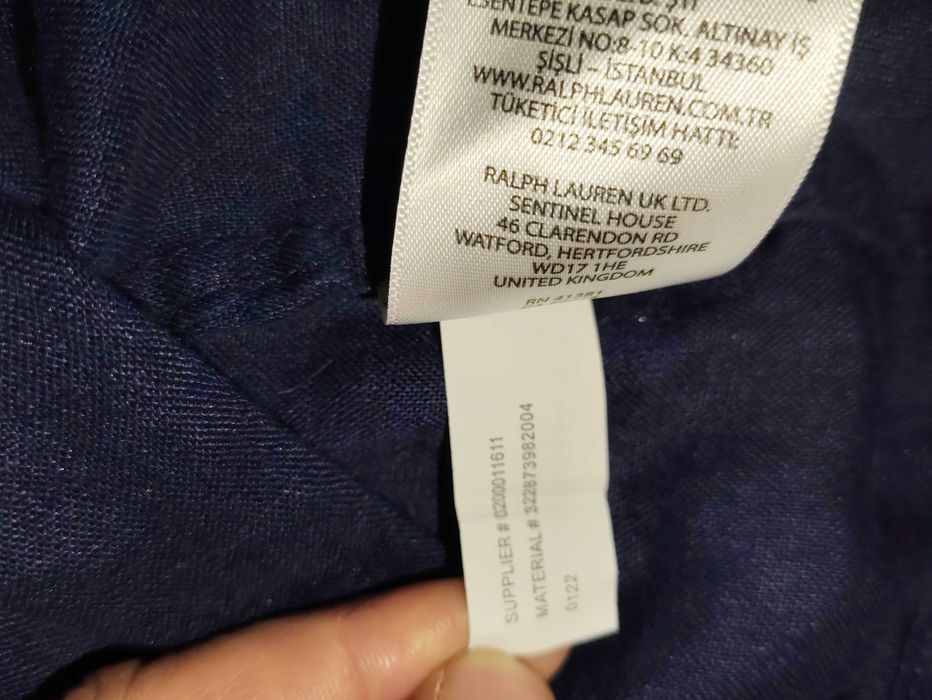 ESENTEPE KASAP SOK. ALTINAY İŞ
MERKEZİ NO:8-10 K:4 34360
ŞİŞLİ – İSTANBUL
WWW.RALPHLAUREN.COM.TR
TÜKETİCİ İLETİŞİM HATTI:
0212 345 69 69
RALPH LAUREN UK LTD.
SENTINEL HOUSE
46 CLARENDON RD
WATFORD, HERTFORDSHIRE
WD17 1HE
UNITED KINGDOM
RN 41381
SUPPLIER # 0200011611
MATERIAL # 322873982004
0122